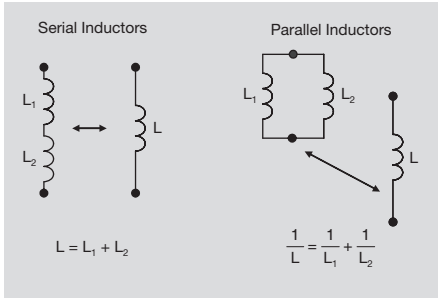 Serial Inductors
L₁
L₂
L
L = L₁ + L₂
Parallel Inductors
L₁
L₂
L
1/L = 1/L₁ + 1/L₂